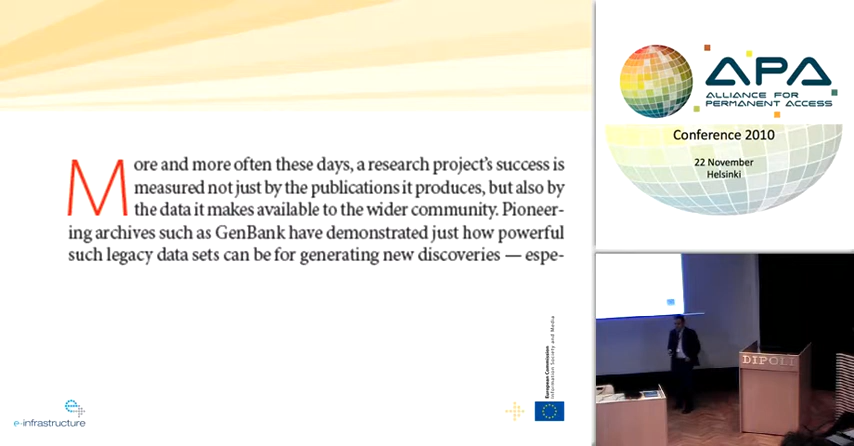 More and more often these days, a research project's success is
measured not just by the publications it produces, but also by
the data it makes available to the wider community. Pioneer-
ing archives such as GenBank have demonstrated just how powerful
such legacy data sets can be for generating new discoveries — espe-
e-infrastructure
European Commission
Information Society and Media
APA
ALLIANCE FOR
PERMANENT ACCESS
Conference 2010
22 November
Helsinki
DIPOLI